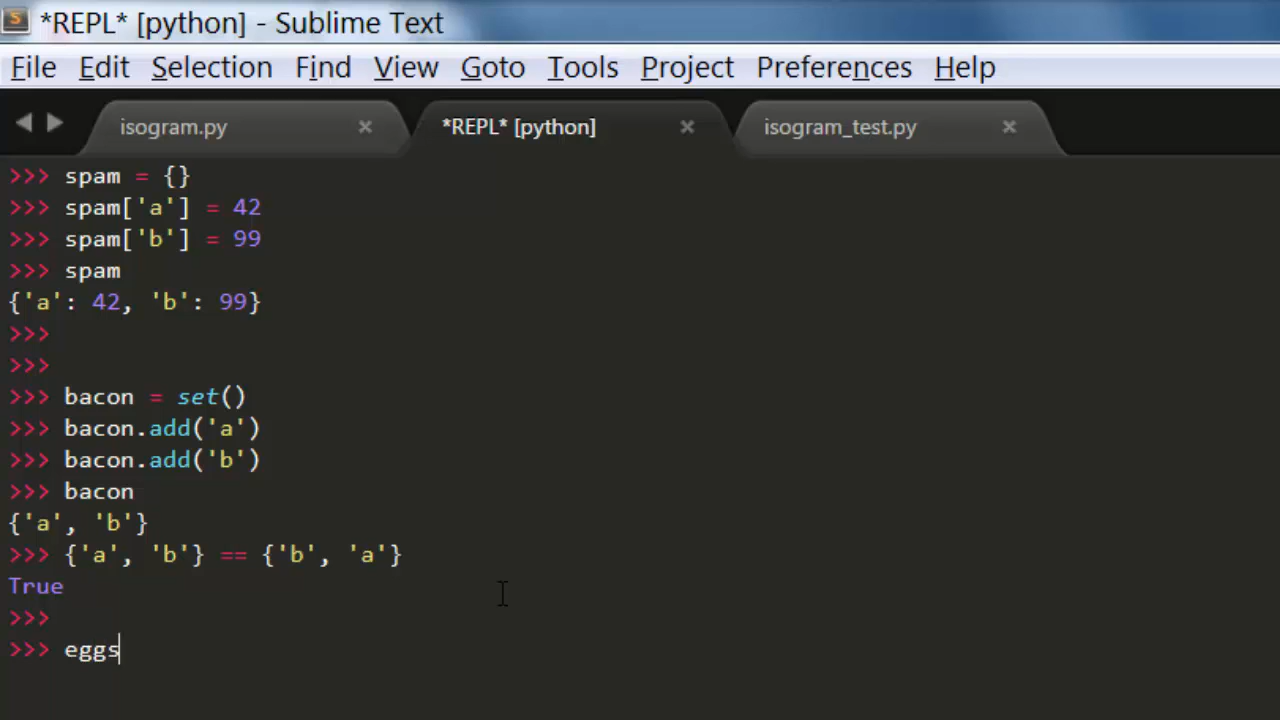 *REPL* [python] - Sublime Text
File Edit Selection Find View Goto Tools Project Preferences Help
isogram.py × *REPL* [python] × isogram_test.py ×
>>> spam = {}
>>> spam['a'] = 42
>>> spam['b'] = 99
>>> spam
{'a': 42, 'b': 99}
>>>
>>>
>>> bacon = set()
>>> bacon.add('a')
>>> bacon.add('b')
>>> bacon
{'a', 'b'}
>>> {'a', 'b'} == {'b', 'a'}
True
>>>
>>> eggs